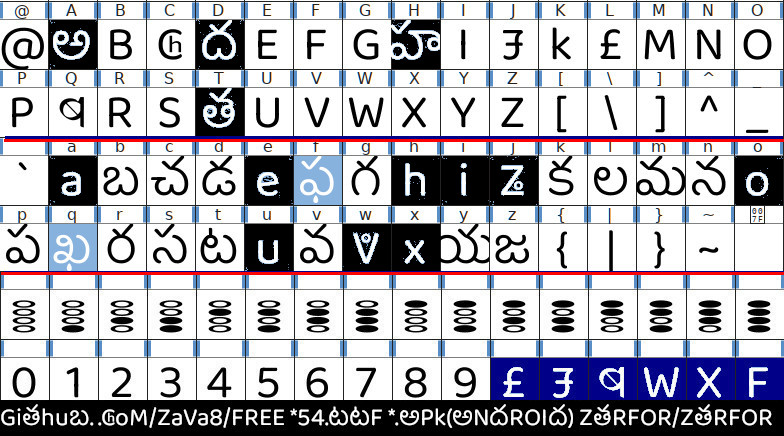 @ A B C D E F G H I J K L M N O
@ అ B ద E F G I k £ M N O
P Q R S T U V W X Y Z [ \ ] ^ _
P R S త U V W X Y Z [ \ ] ^ _
a b c d e f g h i j k l m n o
` a బ చ డ e ఫ గ h i క ల మ న o
p q r s t u v w x y z { | } ~ 007F
ప ఖ ర స ట u వ x య జ { | } ~
0 1 2 3 4 5 6 7 8 9 £ W X F
Giతhuబ..₢oM/ZaVa8/FREE *54.టటF *.అPk(అNదROIద) ZతRFOR/ZతRFOR